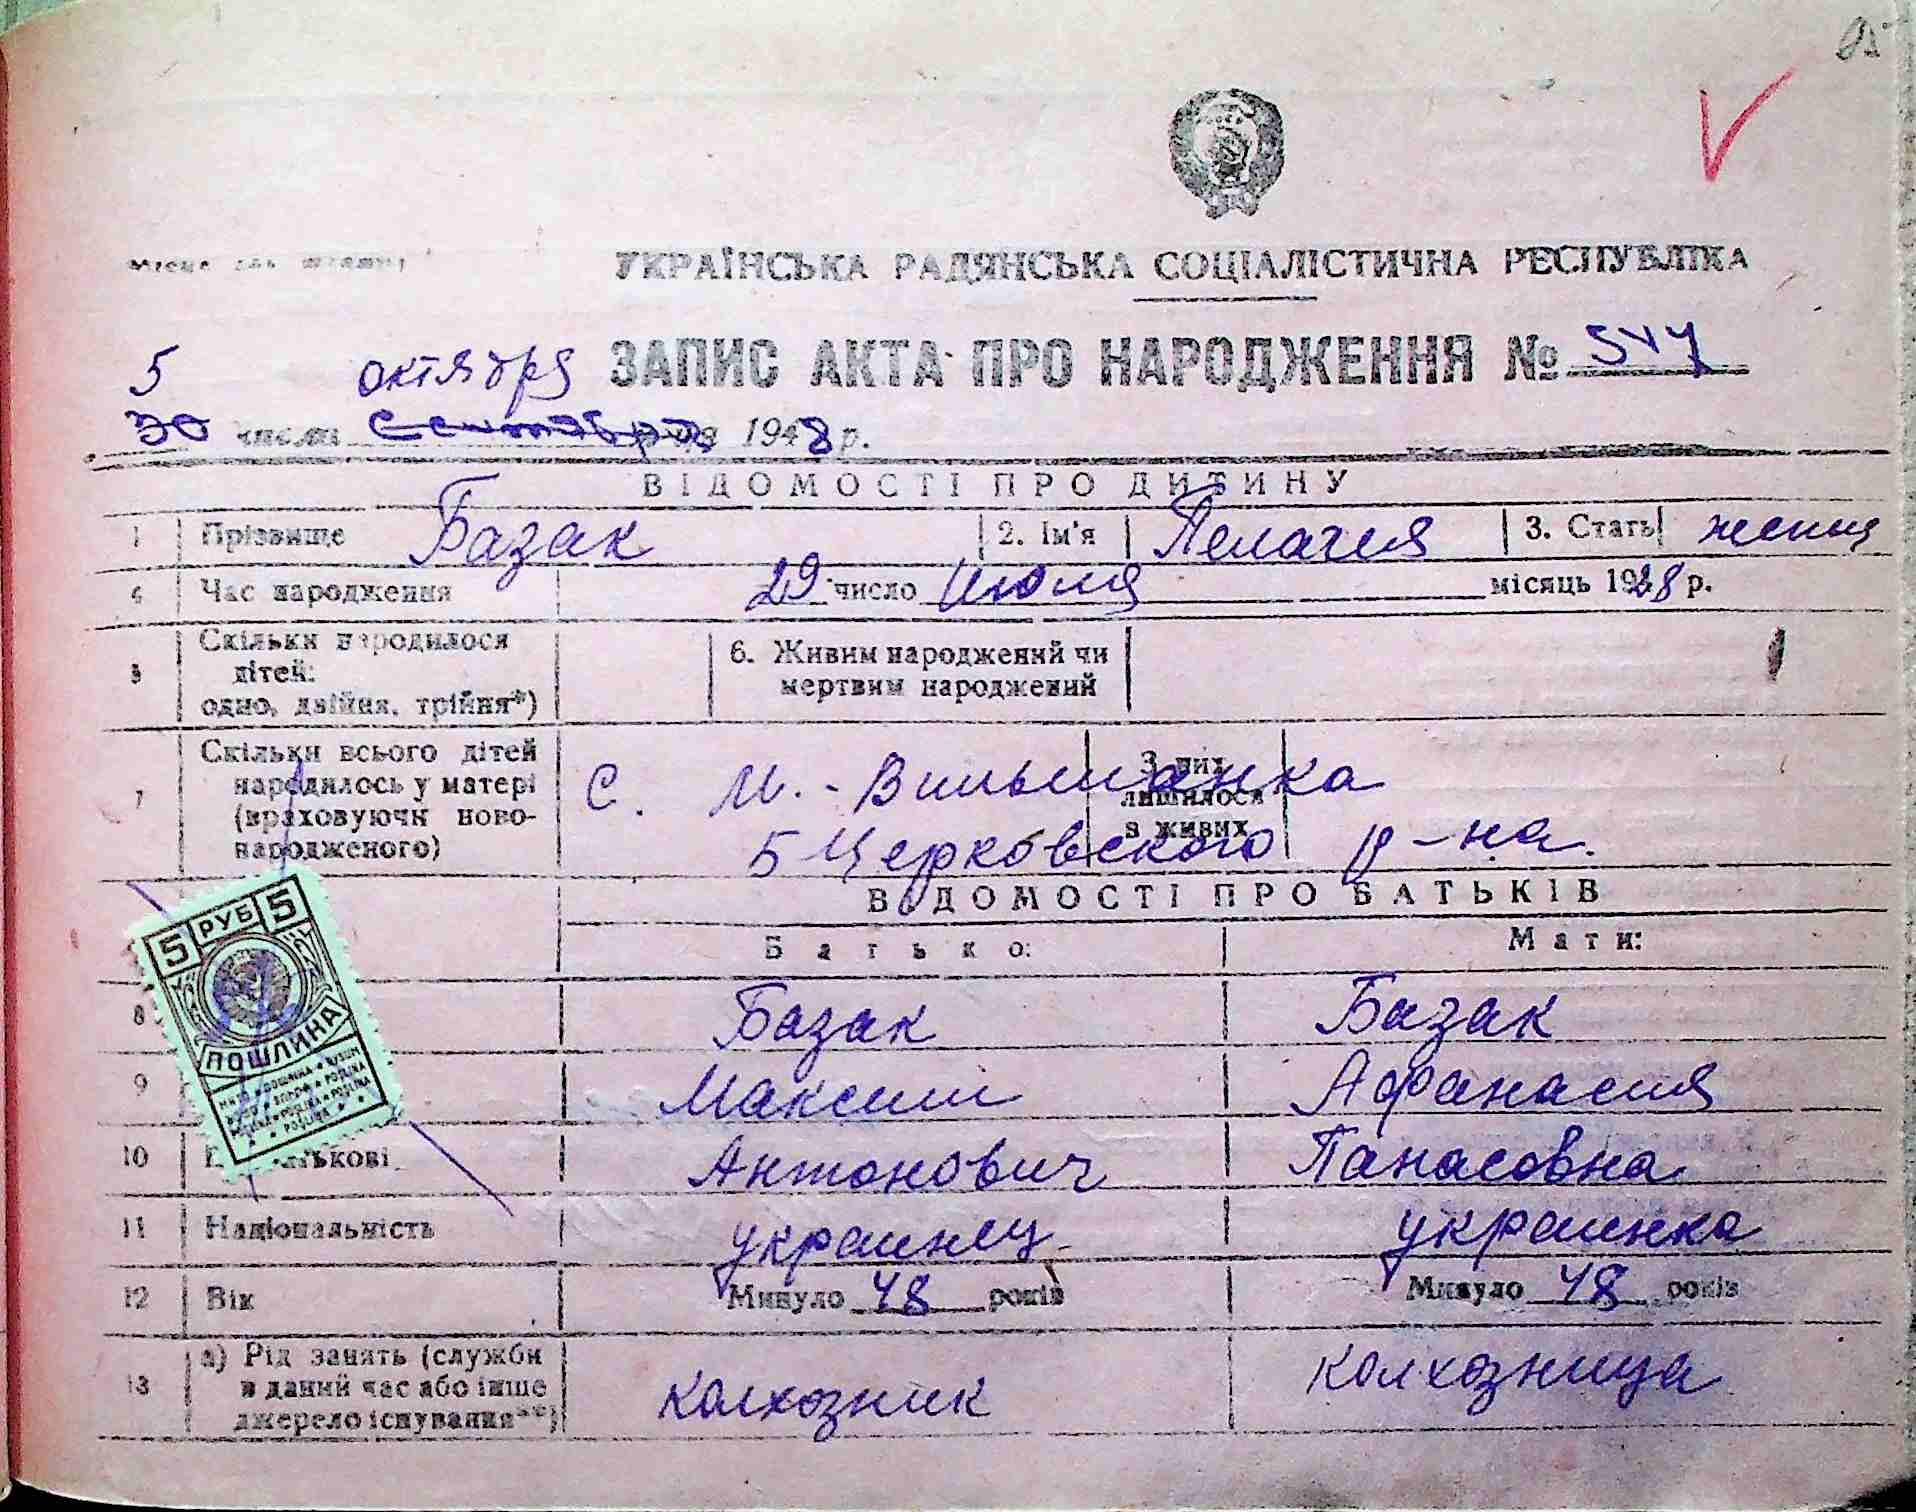 УКРАЇНСЬКА РАДЯНСЬКА СОЦІАЛІСТИЧНА РЕСПУБЛІКА
5 октября ЗАПИС АКТА ПРО НАРОДЖЕННЯ №
30 числа сентября 1948 р.
ВІДОМОСТІ ПРО ДИТИНУ
1 Прізвище Базак 2. Ім'я Пелагея 3. Стать женщ
4 Час народження 29 число Июля місяць 1928 р.
5 Скільки народилося
дітей:
одно, двійня, трійня*)
6. Живим народжений чи
мертвим народжений
7 Скільки всього дітей
народилось у матері
(враховуючи ново-
народженого)
З них
лишилося
в живих
с. М.-Вильшанка
Б Церковского р-на.
ВІДОМОСТІ ПРО БАТЬКІВ
Батько: Мати:
5 РУБ 5
ПОШЛИНА
8 Базак Базак
9 Максим Афанасия
10 Антонович Панасовна
11 Національність украинец украинка
12 Вік Минуло 48 років Минуло 48 років
13 а) Рід занять (служби
в даний час або інше
джерело існування**)
колхозник колхозница